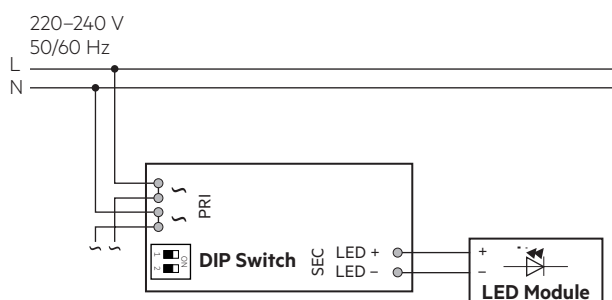 220–240 V
50/60 Hz
L
N
~
~
PRI
~ ~
1
2
ON
DIP Switch
SEC
LED +
LED –
+
–
LED Module